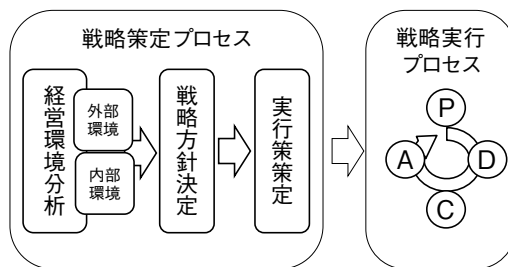 戦略策定プロセス
経営環境分析
外部
環境
内部
環境
戦略方針決定
実行策策定
戦略実行
プロセス
P
D
C
A